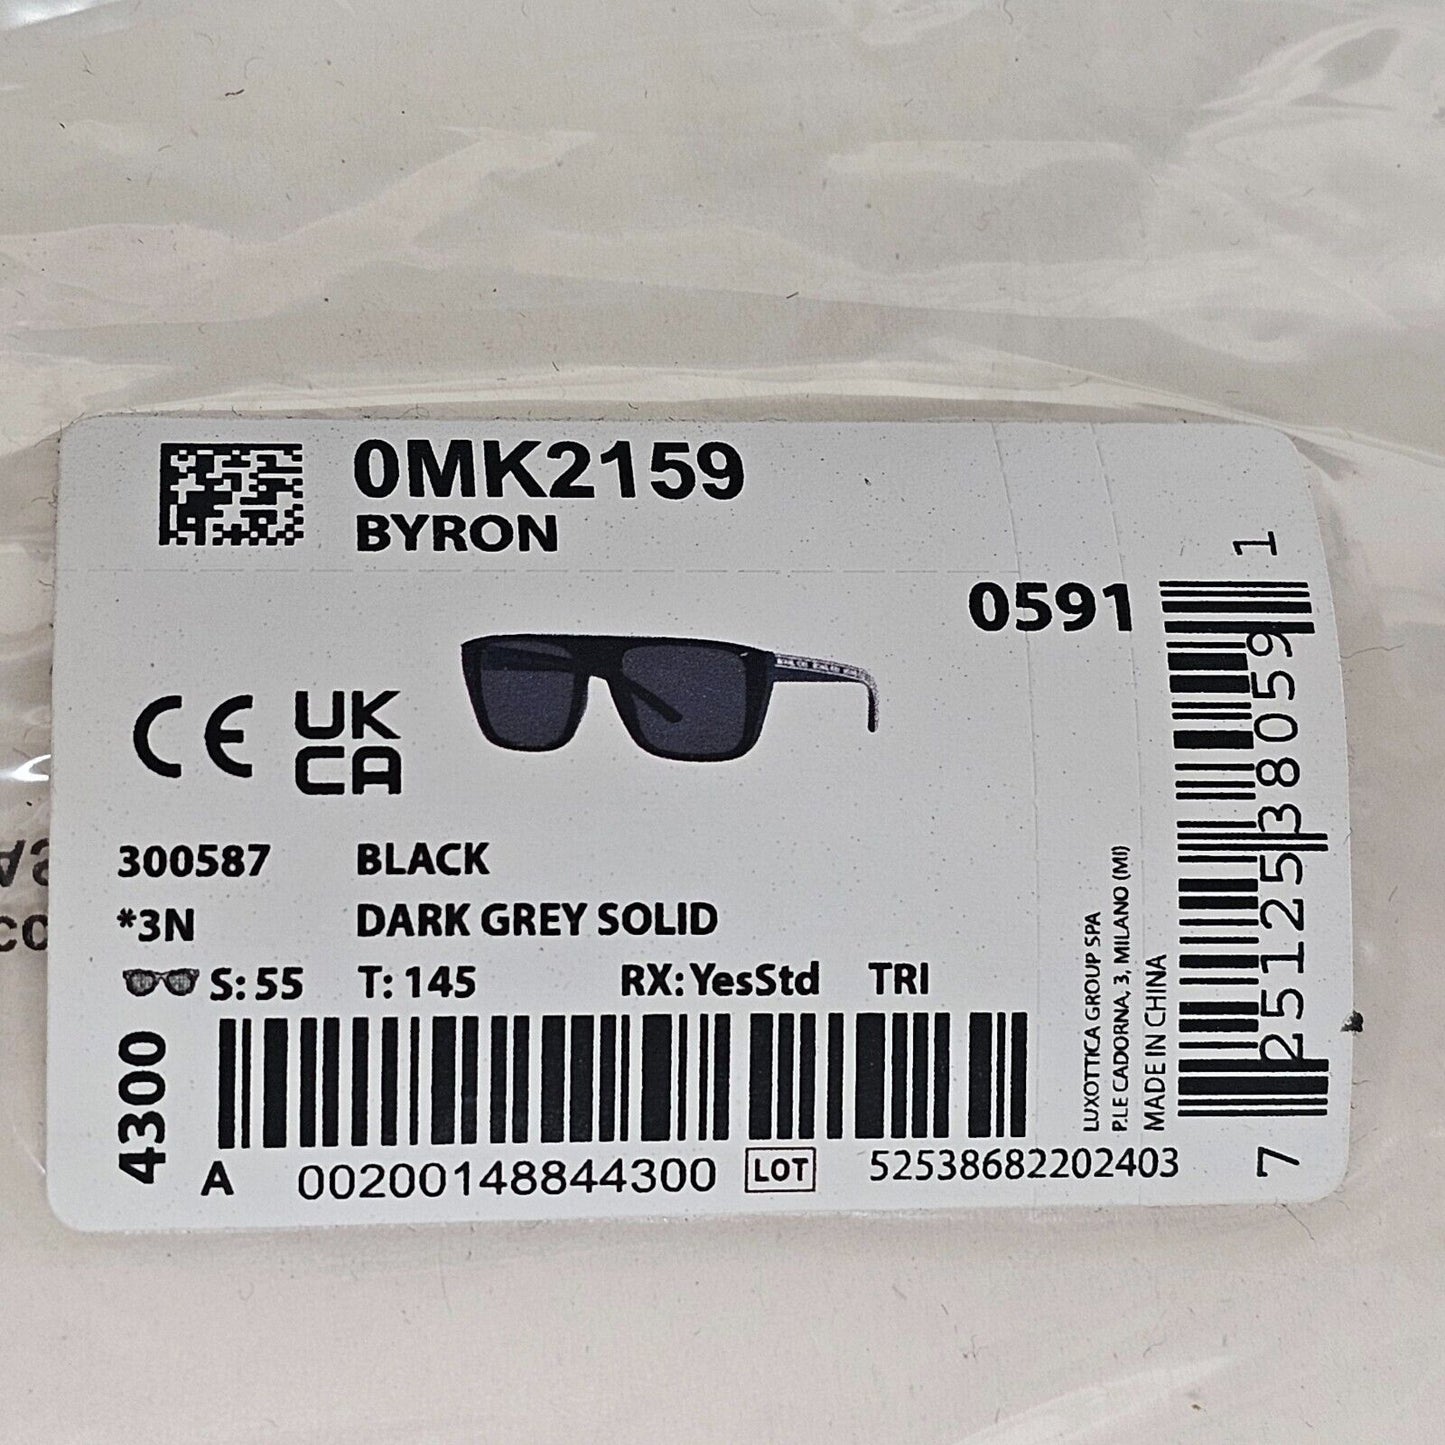 0MK2159
BYRON
0591
CE
UK
CA
300587 BLACK
*3N DARK GREY SOLID
S: 55 T: 145 RX: YesStd TRI
4300
A 00200148844300 LOT 52538682202403
LUXOTTICA GROUP SPA
P.LE CADORNA, 3, MILANO (MI)
MADE IN CHINA
7 25125 38059 1